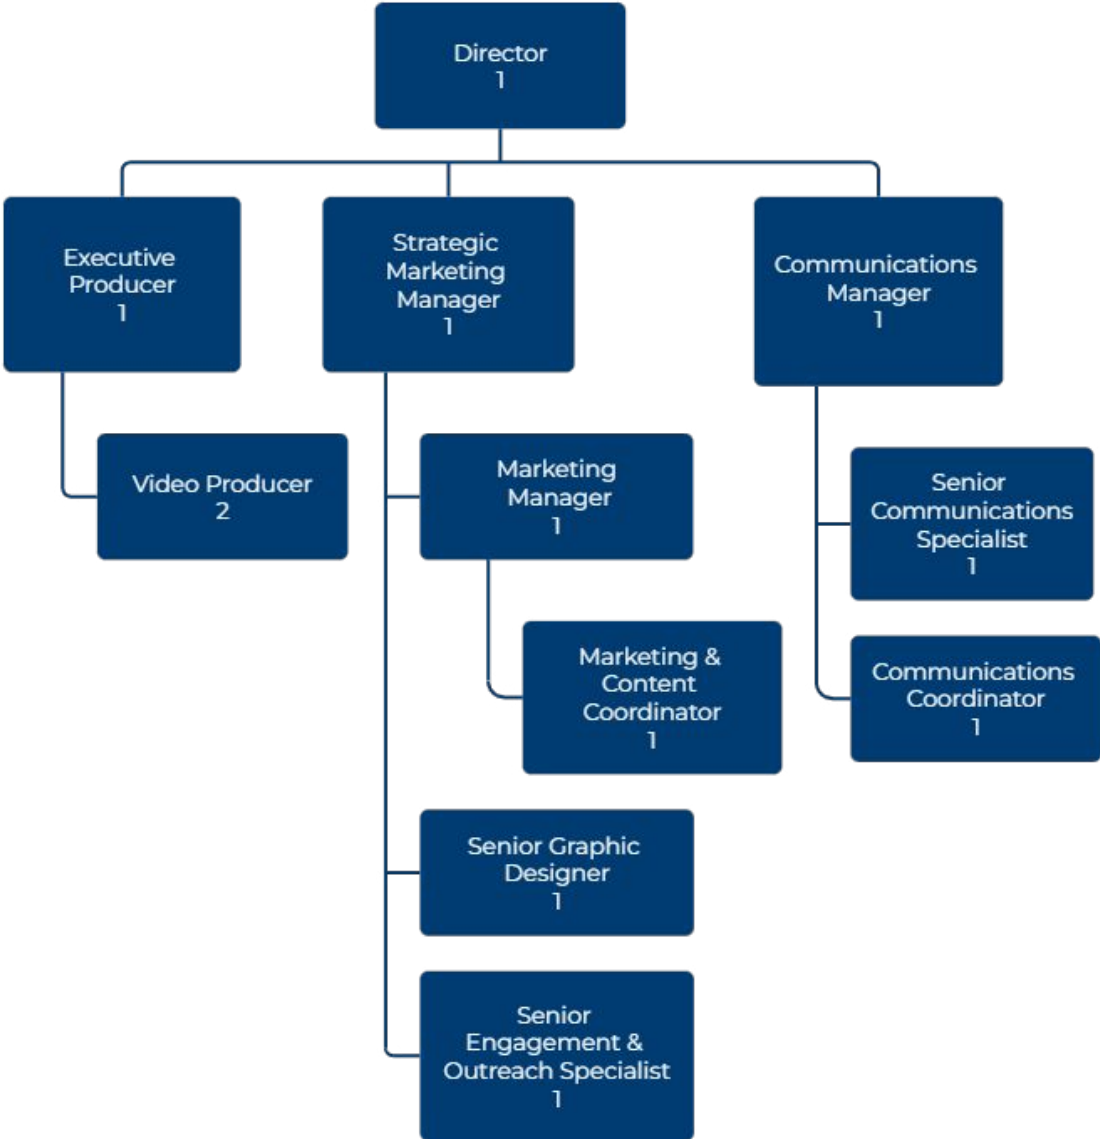 Director
1
Executive
Producer
1
Strategic
Marketing
Manager
1
Communications
Manager
1
Video Producer
2
Marketing
Manager
1
Senior
Communications
Specialist
1
Marketing &
Content
Coordinator
1
Communications
Coordinator
1
Senior Graphic
Designer
1
Senior
Engagement &
Outreach Specialist
1